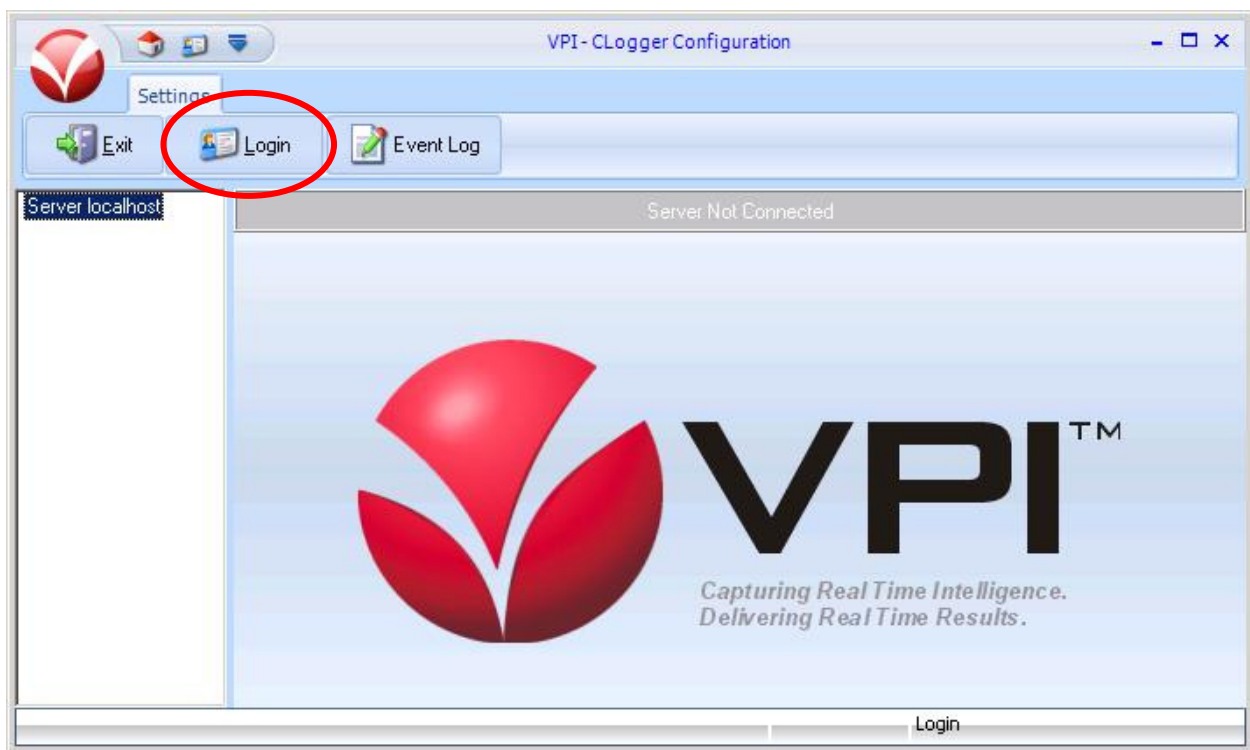 VPI - CLogger Configuration
Settings
Exit Login Event Log
Server localhost
Server Not Connected
VPI™
Capturing Real Time Intelligence.
Delivering Real Time Results.
Login